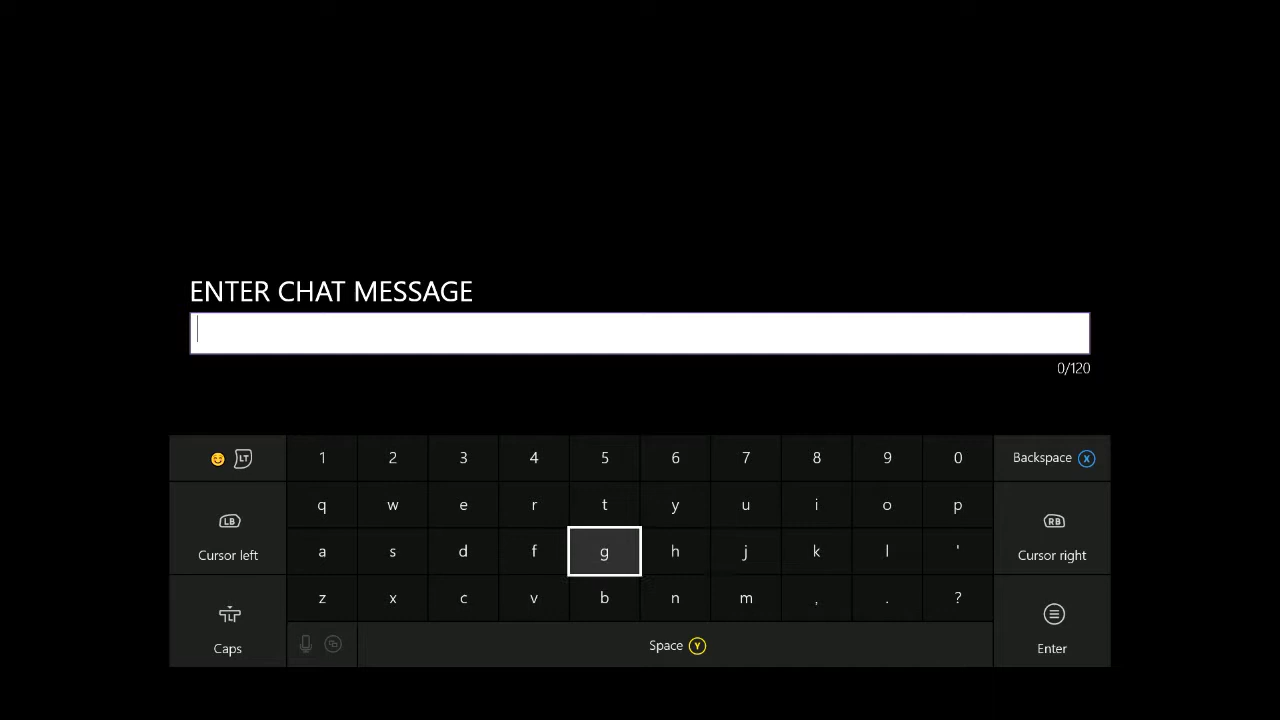 ENTER CHAT MESSAGE
0/120
LT 1 2 3 4 5 6 7 8 9 0 Backspace X
q w e r t y u i o p
LB RB
a s d f g h j k l '
Cursor left Cursor right
z x c v b n m , . ?
Caps Space Y Enter